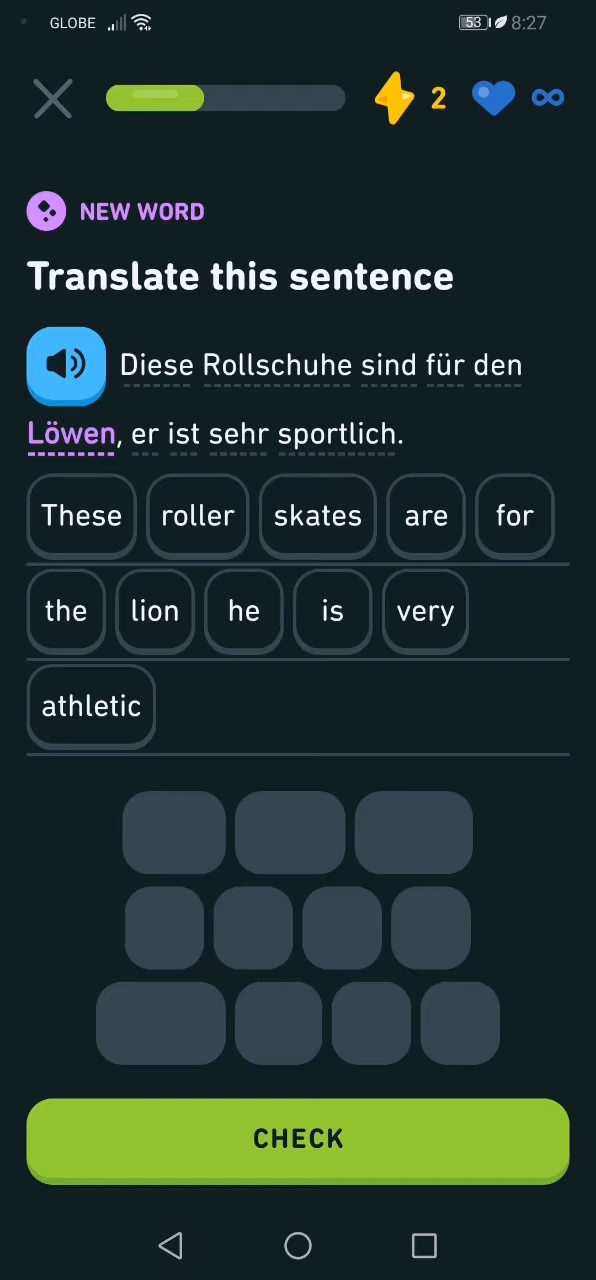 GLOBE 53 8:27
2 ∞
NEW WORD
Translate this sentence
Diese Rollschuhe sind für den
Löwen, er ist sehr sportlich.
These roller skates are for
the lion he is very
athletic
CHECK